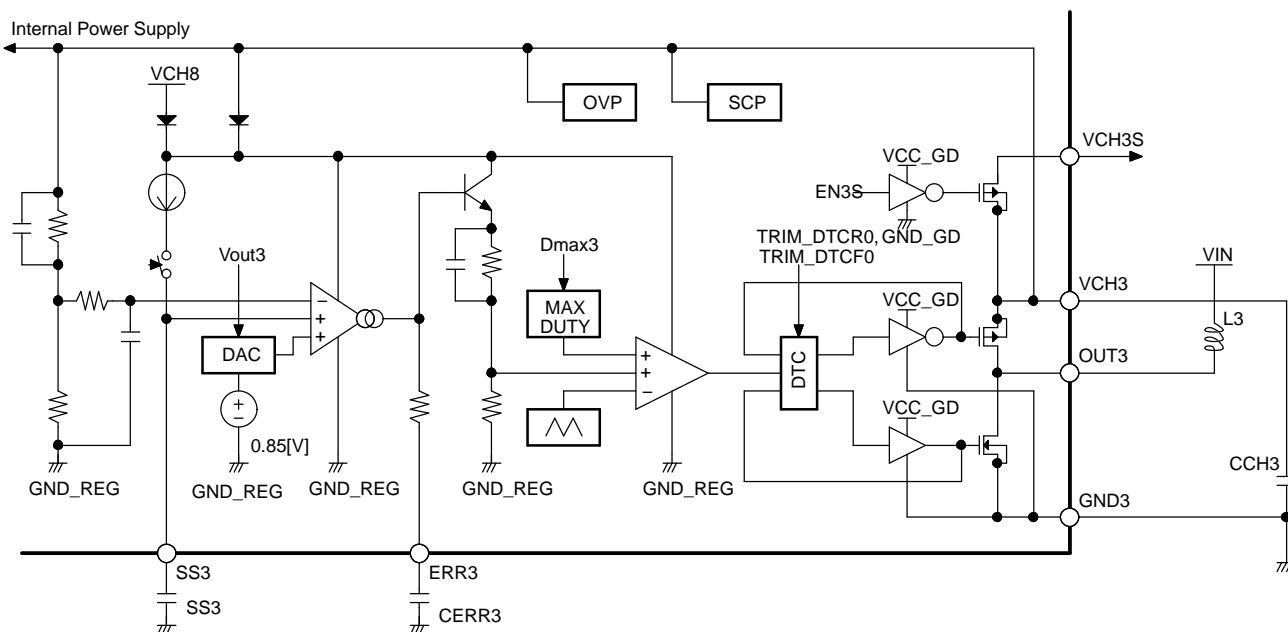 Internal Power Supply
VCH8
OVP
SCP
VCH3S
VCC_GD
EN3S
TRIM_DTCR0, GND_GD
TRIM_DTCF0
Vout3
Dmax3
VIN
VCH3
MAX
DUTY
VCC_GD
L3
−
+
+
DAC
OUT3
+
+
−
DTC
+
−
VCC_GD
0.85[V]
CCH3
GND_REG
GND_REG
GND_REG
GND_REG
GND3
SS3
ERR3
SS3
CERR3